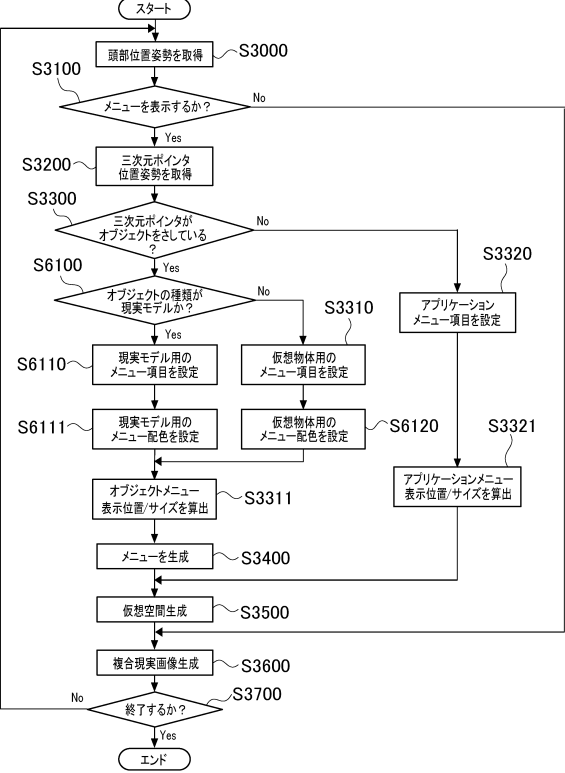 スタート
頭部位置姿勢を取得
S3000
S3100
メニューを表示するか？
No
Yes
S3200
三次元ポインタ
位置姿勢を取得
S3300
三次元ポインタが
オブジェクトをさしている
？
No
Yes
S6100
オブジェクトの種類が
現実モデルか？
No
Yes
S3320
アプリケーション
メニュー項目を設定
S3310
S6110
現実モデル用の
メニュー項目を設定
仮想物体用の
メニュー項目を設定
S6111
現実モデル用の
メニュー配色を設定
仮想物体用の
メニュー配色を設定
S6120
S3321
アプリケーションメニュー
表示位置/サイズを算出
オブジェクトメニュー
表示位置/サイズを算出
S3311
メニューを生成
S3400
仮想空間生成
S3500
複合現実画像生成
S3600
S3700
終了するか？
No
Yes
エンド